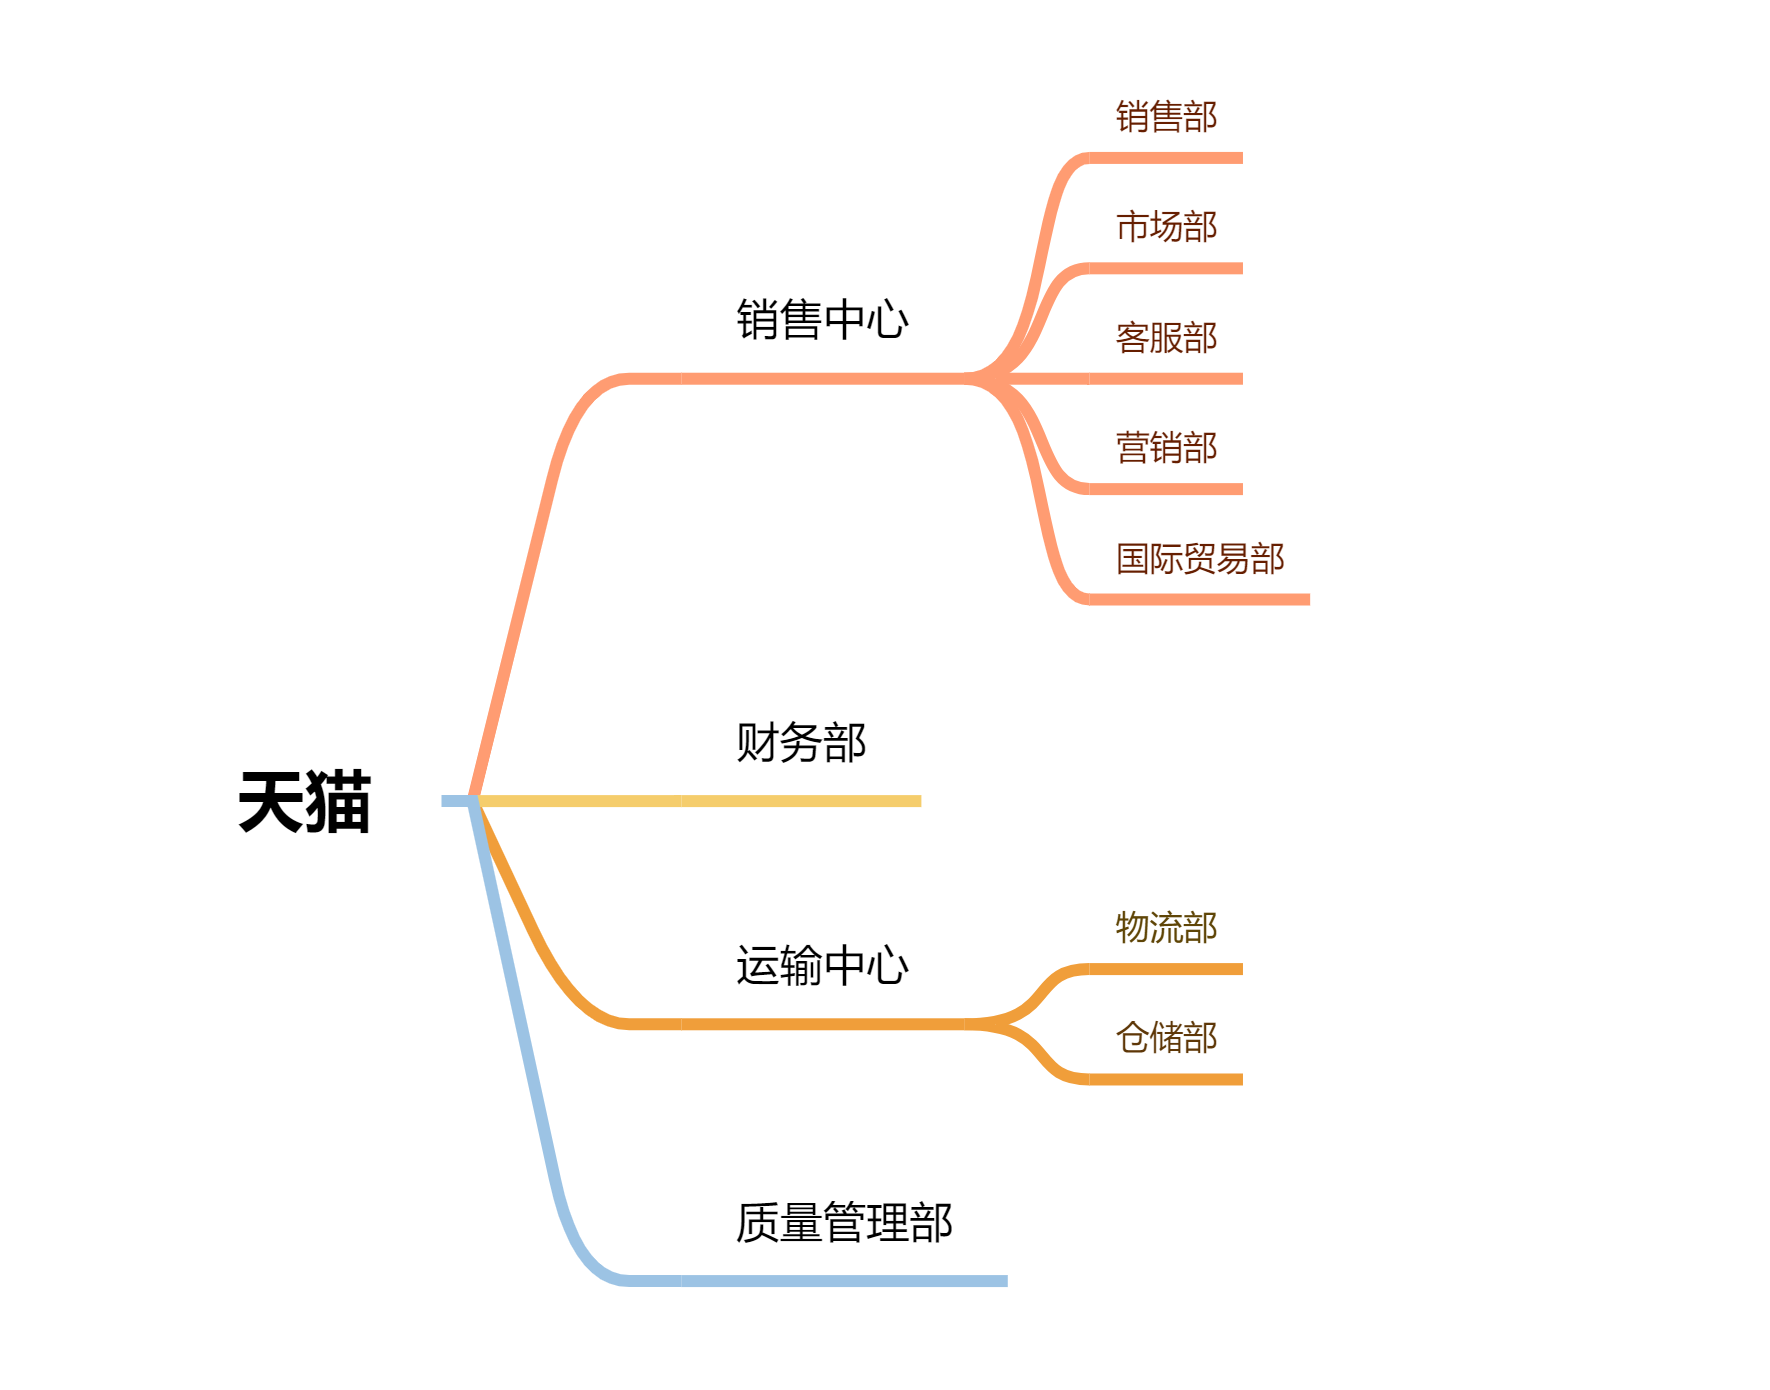 天猫
销售中心
销售部
市场部
客服部
营销部
国际贸易部
财务部
运输中心
物流部
仓储部
质量管理部